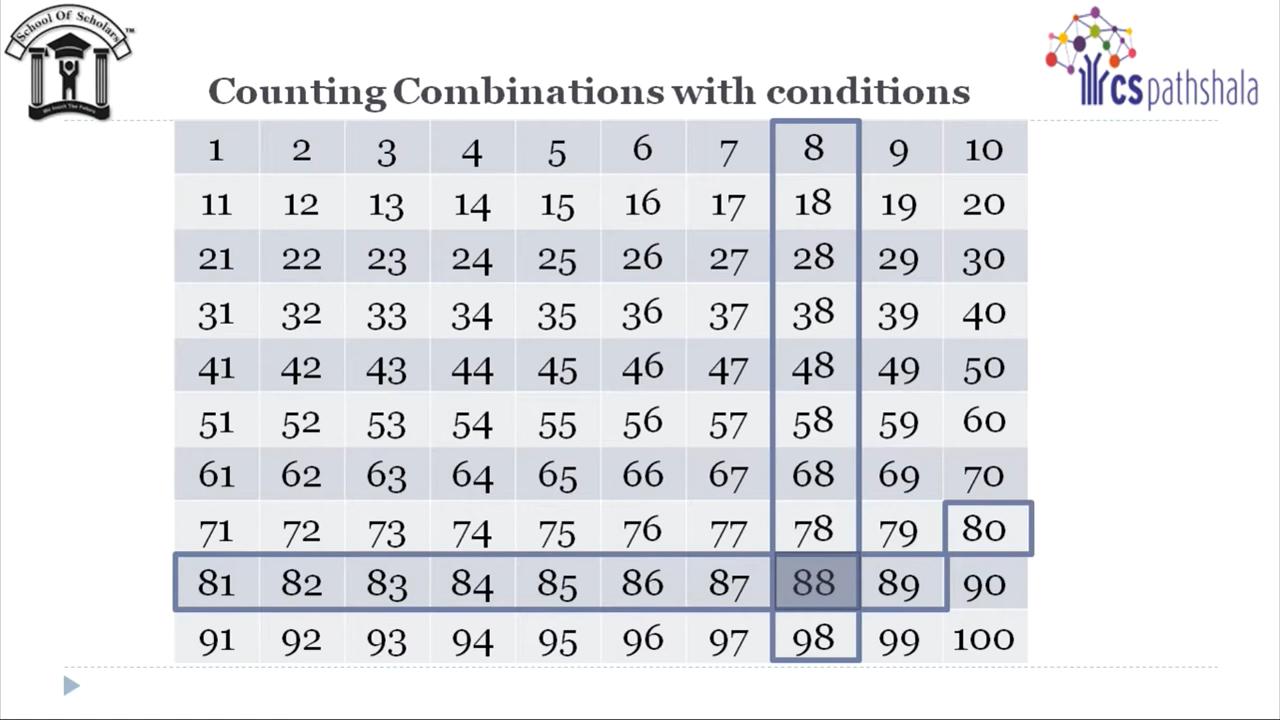 School Of Scholars™
We Teach The Future
Counting Combinations with conditions
CSpathshala
1 2 3 4 5 6 7 8 9 10
11 12 13 14 15 16 17 18 19 20
21 22 23 24 25 26 27 28 29 30
31 32 33 34 35 36 37 38 39 40
41 42 43 44 45 46 47 48 49 50
51 52 53 54 55 56 57 58 59 60
61 62 63 64 65 66 67 68 69 70
71 72 73 74 75 76 77 78 79 80
81 82 83 84 85 86 87 88 89 90
91 92 93 94 95 96 97 98 99 100